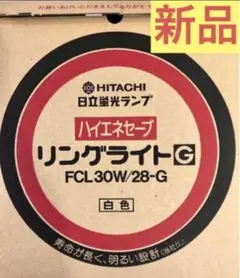 新品
HITACHI
日立蛍光ランプ
ハイエネセーブ
リングライトG
FCL30W/28-G
白色
寿命が長く、明るい設計